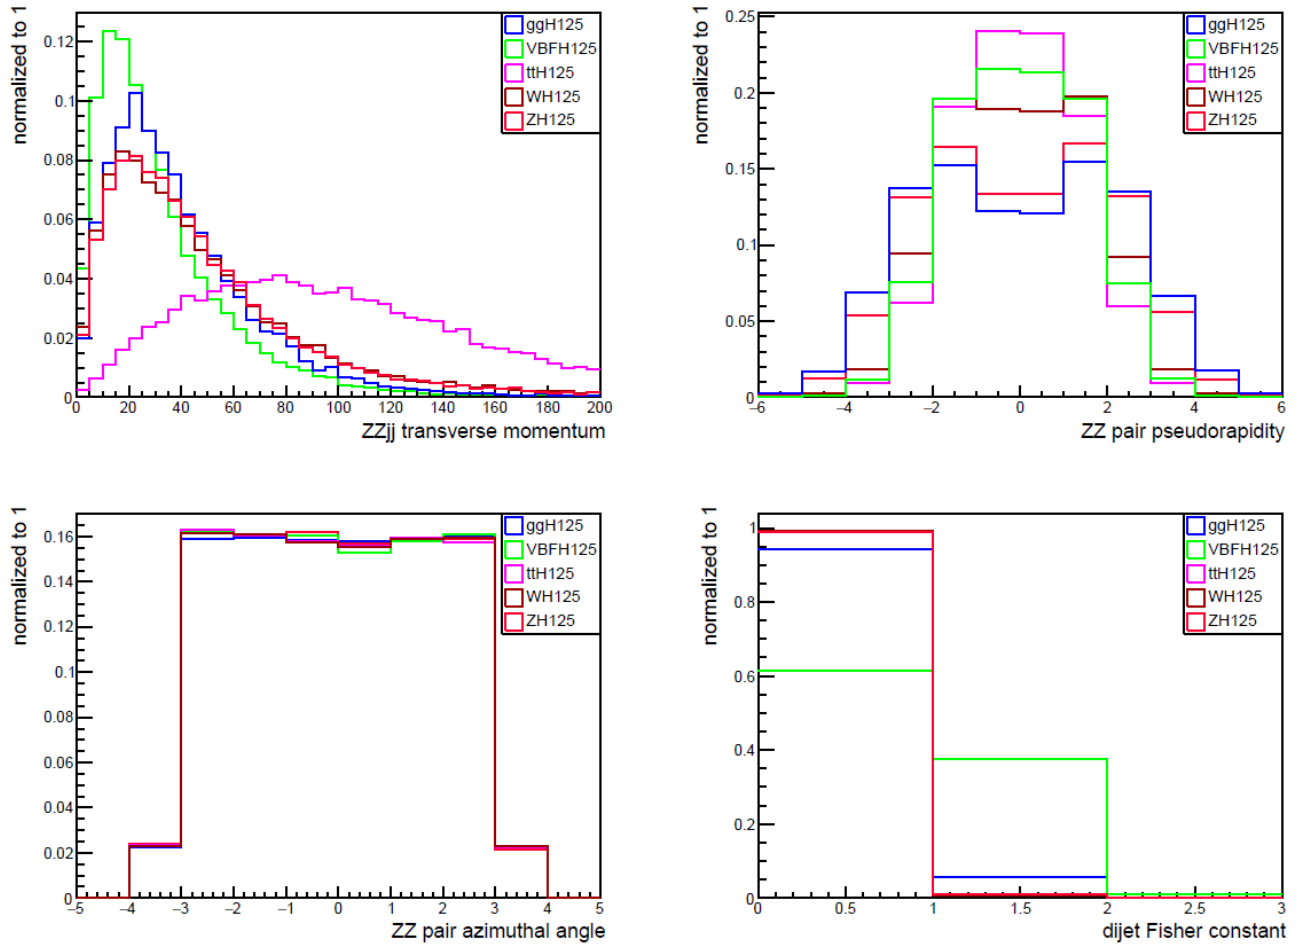 normalized to 1
0.12
0.1
0.08
0.06
0.04
0.02
0
ggH125
VBFH125
ttH125
WH125
ZH125
0 20 40 60 80 100 120 140 160 180 200
ZZjj transverse momentum
normalized to 1
0.25
0.2
0.15
0.1
0.05
0
ggH125
VBFH125
ttH125
WH125
ZH125
−6 −4 −2 0 2 4 6
ZZ pair pseudorapidity
normalized to 1
0.16
0.14
0.12
0.1
0.08
0.06
0.04
0.02
0
ggH125
VBFH125
ttH125
WH125
ZH125
−5 −4 −3 −2 −1 0 1 2 3 4 5
ZZ pair azimuthal angle
normalized to 1
1
0.8
0.6
0.4
0.2
0
ggH125
VBFH125
ttH125
WH125
ZH125
0 0.5 1 1.5 2 2.5 3
dijet Fisher constant